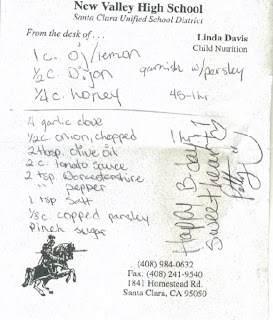 New Valley High School
Santa Clara Unified School District
From the desk of...
Linda Davis
Child Nutrition
1 c. oj/lemon
1/2 c. Dijon
garnish w/parsley
1/4 c. honey
45-1hr.
4 garlic clove
1/2 c. onion, chopped
1 hr
2 tbsp. olive oil
2 c. tomato sauce
2 tsp Worcestershire
" pepper
1 tsp salt
1/3 c copped parsley
Pinch sugar
Happy B-day
Sweetheart!
Patty
(408) 984-0632
Fax: (408) 241-9540
1841 Homestead Rd.
Santa Clara, CA 95050